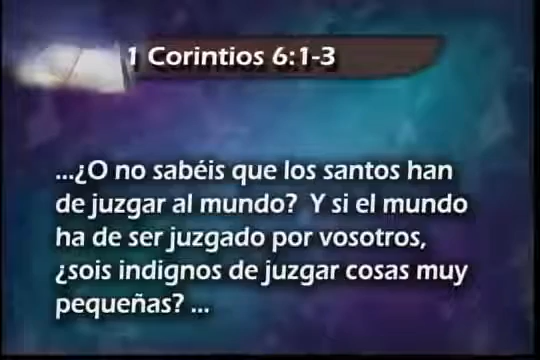 1 Corintios 6:1-3
...¿O no sabéis que los santos han
de juzgar al mundo? Y si el mundo
ha de ser juzgado por vosotros,
¿sois indignos de juzgar cosas muy
pequeñas? ...